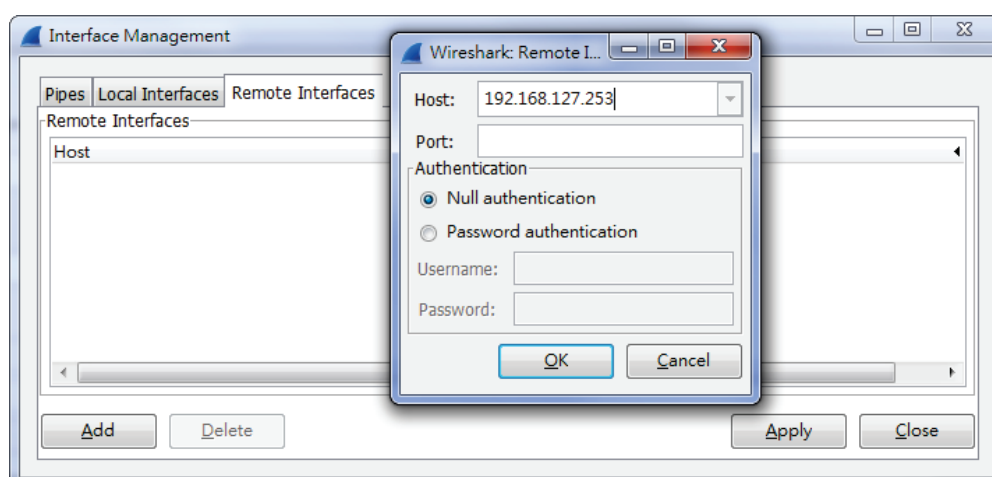 Interface Management
Pipes Local Interfaces Remote Interfaces
Remote Interfaces
Host
Add Delete Apply Close
Wireshark: Remote I...
Host: 192.168.127.253
Port:
Authentication
Null authentication
Password authentication
Username:
Password:
OK Cancel